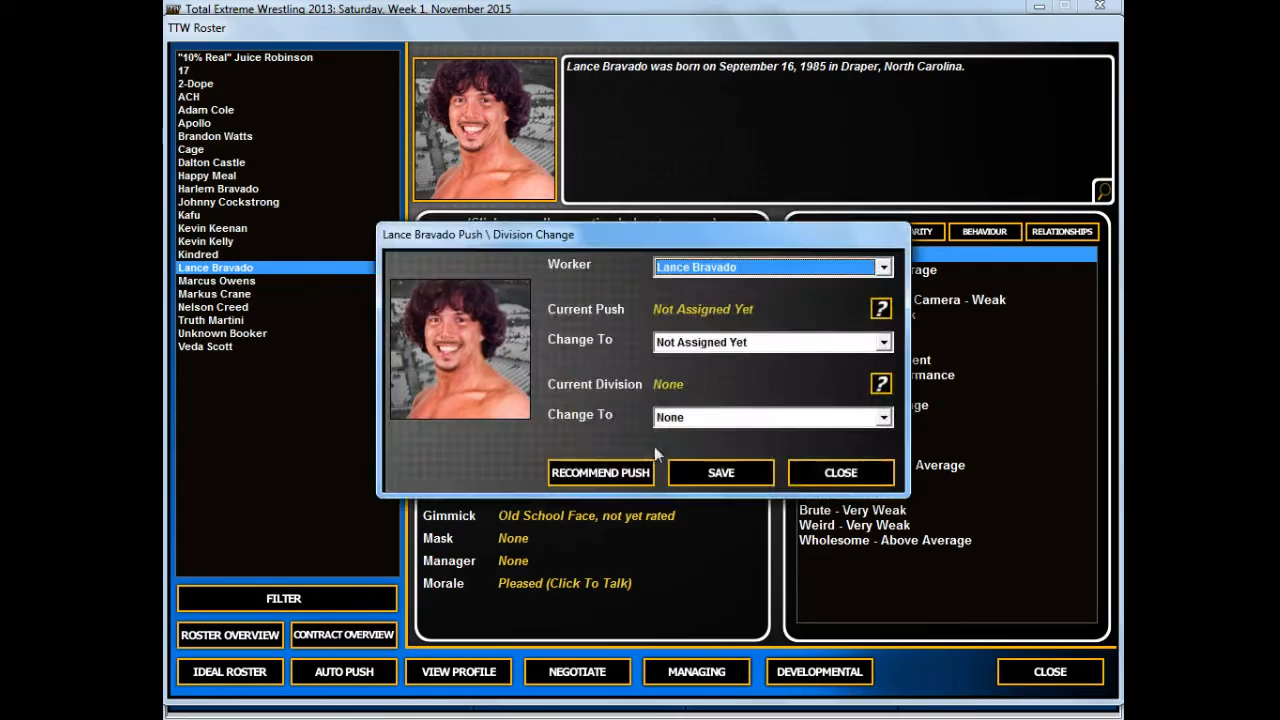 Total Extreme Wrestling 2013: Saturday, Week 1, November 2015
TTW Roster
"10% Real" Juice Robinson
17
2-Dope
ACH
Adam Cole
Apollo
Brandon Watts
Cage
Dalton Castle
Happy Meal
Harlem Bravado
Johnny Cockstrong
Kafu
Kevin Keenan
Kevin Kelly
Kindred
Lance Bravado
Marcus Owens
Markus Crane
Nelson Creed
Truth Martini
Unknown Booker
Veda Scott
FILTER
ROSTER OVERVIEW
CONTRACT OVERVIEW
IDEAL ROSTER
AUTO PUSH
VIEW PROFILE
NEGOTIATE
MANAGING
DEVELOPMENTAL
CLOSE
Lance Bravado was born on September 16, 1985 in Draper, North Carolina.
BEHAVIOUR
RELATIONSHIPS
Camera - Weak
Average
Brute - Very Weak
Weird - Very Weak
Wholesome - Above Average
Lance Bravado Push \ Division Change
Worker
Lance Bravado
Current Push
Not Assigned Yet
?
Change To
Not Assigned Yet
Current Division
None
?
Change To
None
RECOMMEND PUSH
SAVE
CLOSE
Gimmick
Old School Face, not yet rated
Mask
None
Manager
None
Morale
Pleased (Click To Talk)